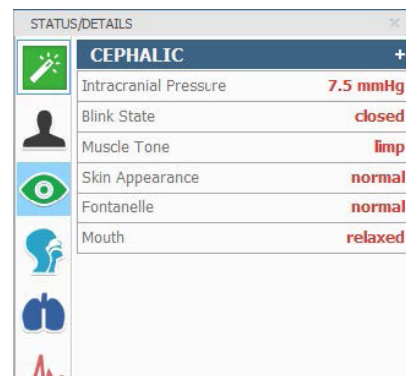 STATUS/DETAILS ×
CEPHALIC +
Intracranial Pressure 7.5 mmHg
Blink State closed
Muscle Tone limp
Skin Appearance normal
Fontanelle normal
Mouth relaxed